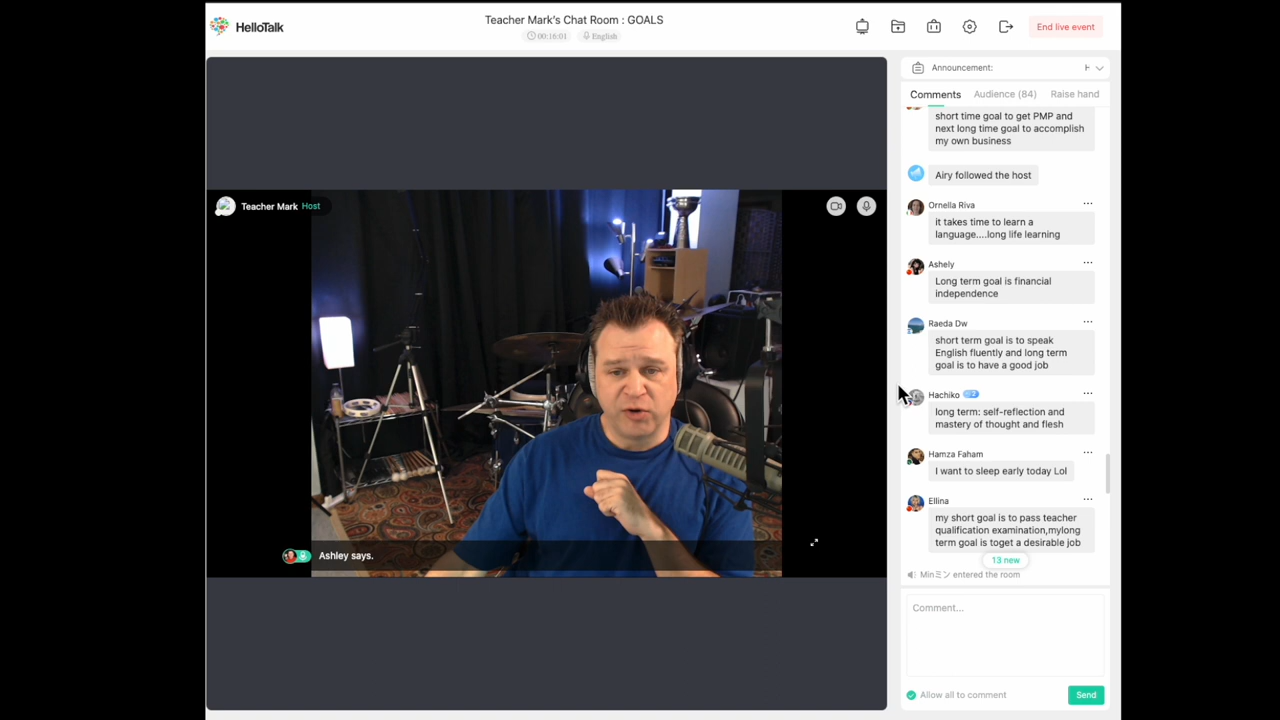 HelloTalk
Teacher Mark's Chat Room : GOALS
00:16:01
English
End live event
Teacher Mark Host
Ashley says.
Announcement:
Comments
Audience (84)
Raise hand
short time goal to get PMP and
next long time goal to accomplish
my own business
Airy followed the host
Ornella Riva
it takes time to learn a
language....long life learning
Ashely
Long term goal is financial
independence
Raeda Dw
short term goal is to speak
English fluently and long term
goal is to have a good job
Hachiko
long term: self-reflection and
mastery of thought and flesh
Hamza Faham
I want to sleep early today Lol
Ellina
my short goal is to pass teacher
qualification examination,mylong
term goal is toget a desirable job
13 new
Minミン entered the room
Comment...
Allow all to comment
Send